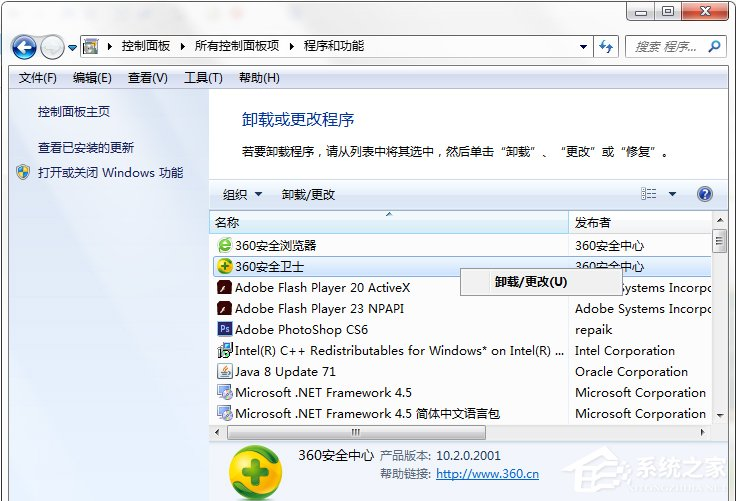 控制面板 所有控制面板项 程序和功能
搜索 程序...
文件(F) 编辑(E) 查看(V) 工具(T) 帮助(H)
控制面板主页
查看已安装的更新
打开或关闭 Windows 功能
卸载或更改程序
若要卸载程序，请从列表中将其选中，然后单击“卸载”、“更改”或“修复”。
组织 卸载/更改
名称 发布者
360安全浏览器 360安全中心
360安全卫士 360安全中心
卸载/更改(U)
Adobe Flash Player 20 ActiveX Systems Incorpo
Adobe Flash Player 23 NPAPI Adobe Systems Incorpo
Ps Adobe PhotoShop CS6 repaik
Intel(R) C++ Redistributables for Windows* on Intel(R) ... Intel Corporation
Java 8 Update 71 Oracle Corporation
Microsoft .NET Framework 4.5 Microsoft Corporation
Microsoft .NET Framework 4.5 简体中文语言包 Microsoft Corporation
360安全中心 产品版本: 10.2.0.2001
帮助链接: http://www.360.cn
系统之家
XITONGZHIJIA.NET